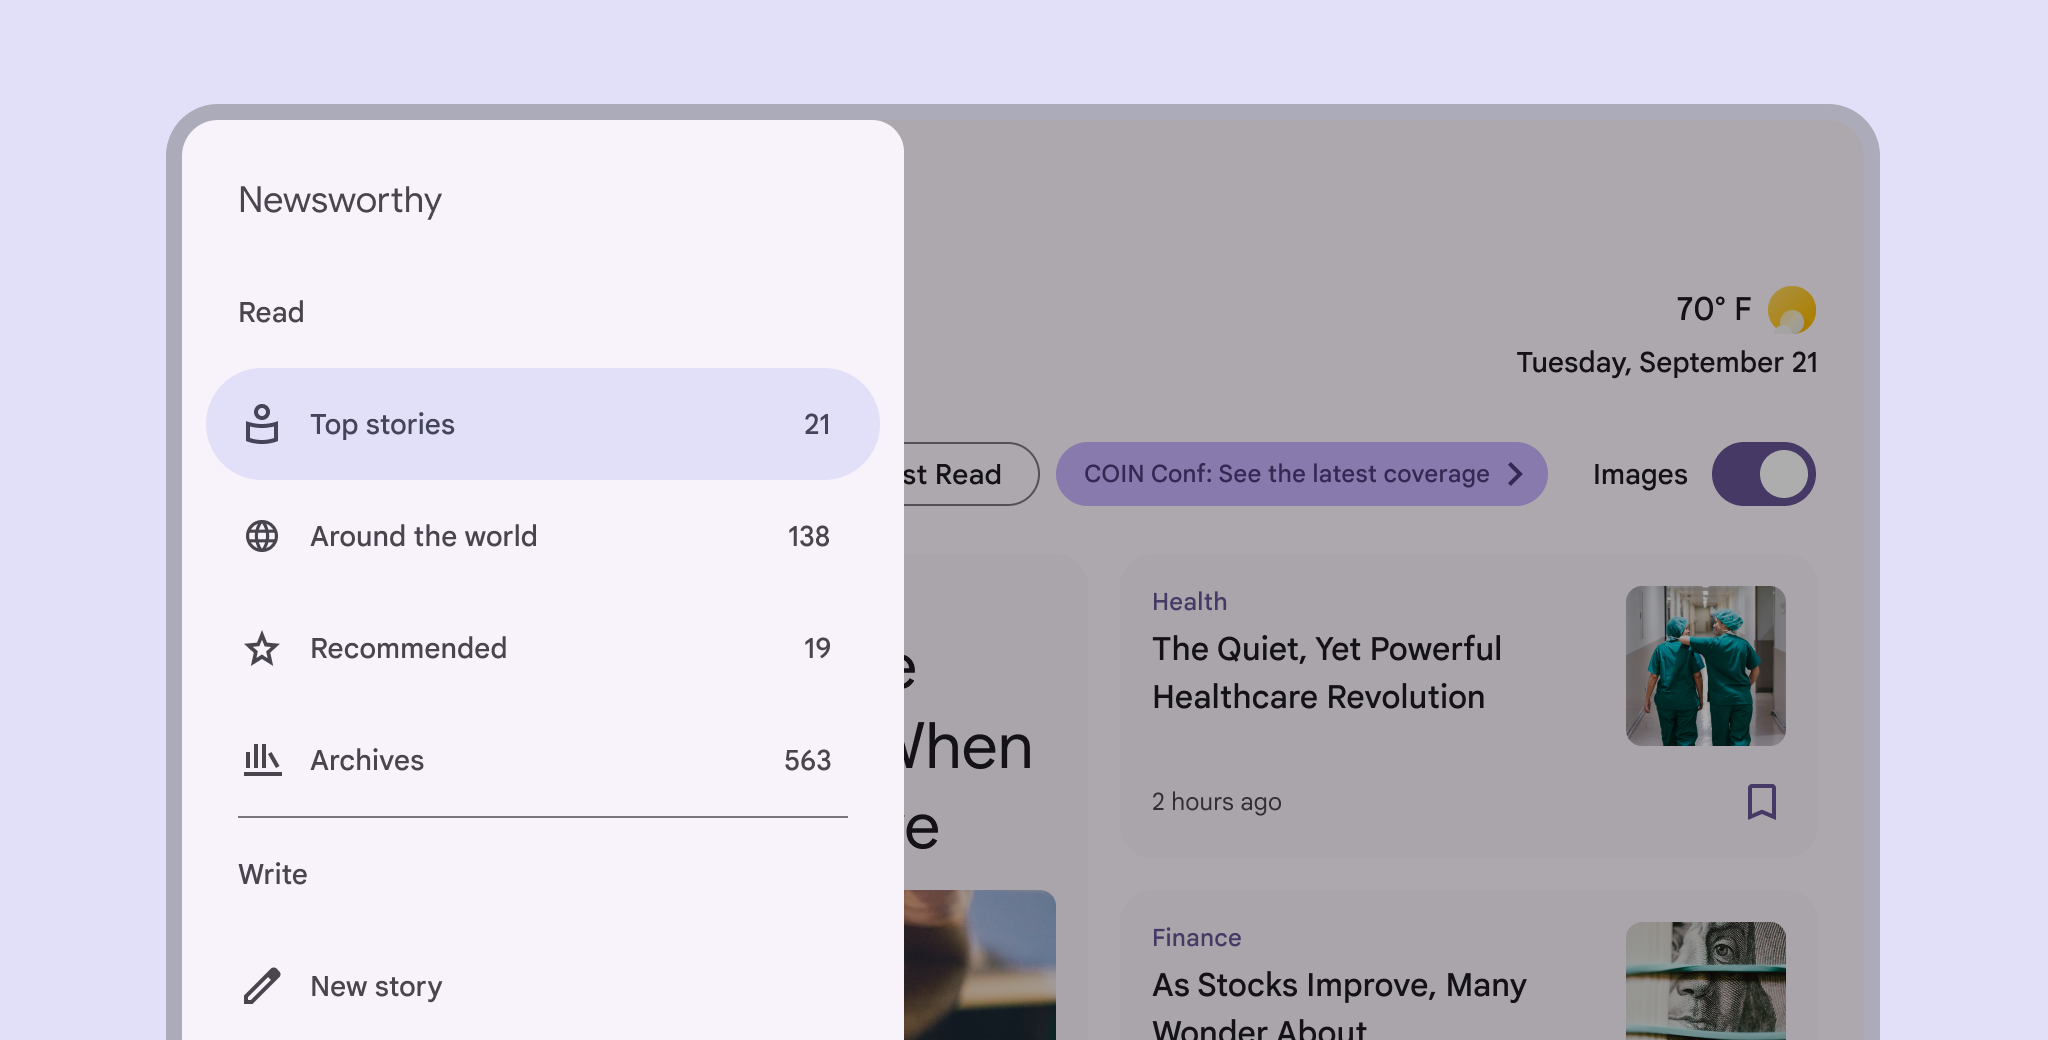 Newsworthy
Read
Top stories 21
Around the world 138
Recommended 19
Archives 563
Write
New story
70° F
Tuesday, September 21
Read
COIN Conf: See the latest coverage
Images
When
Health
The Quiet, Yet Powerful
Healthcare Revolution
2 hours ago
Finance
As Stocks Improve, Many
Wonder About